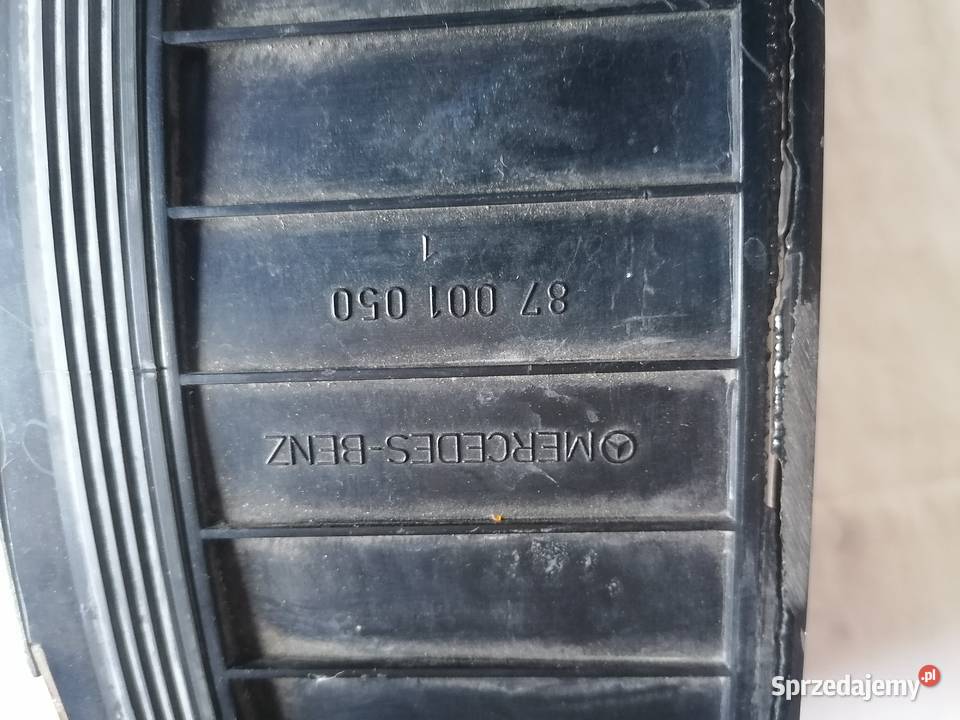 MERCEDES-BENZ
87 001 050
1
Sprzedajemy.pl